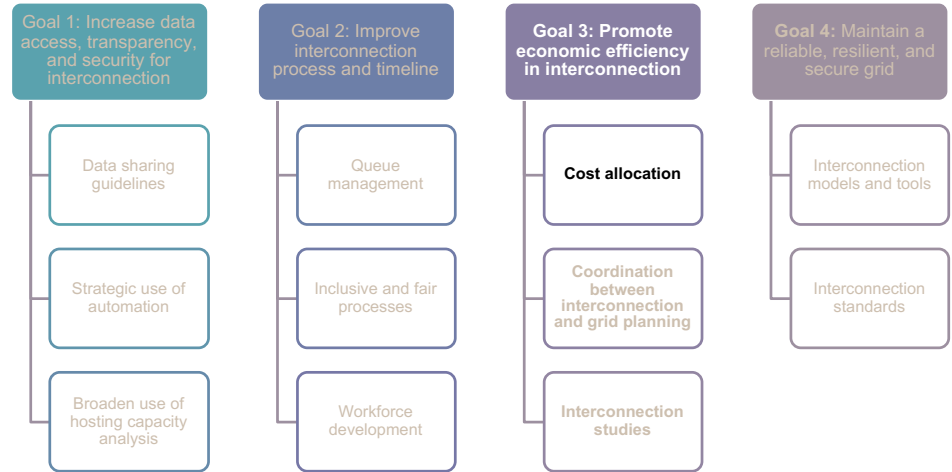 Goal 1: Increase data
access, transparency,
and security for
interconnection
Data sharing
guidelines
Strategic use of
automation
Broaden use of
hosting capacity
analysis
Goal 2: Improve
interconnection
process and timeline
Queue
management
Inclusive and fair
processes
Workforce
development
Goal 3: Promote
economic efficiency
in interconnection
Cost allocation
Coordination
between
interconnection
and grid planning
Interconnection
studies
Goal 4: Maintain a
reliable, resilient, and
secure grid
Interconnection
models and tools
Interconnection
standards